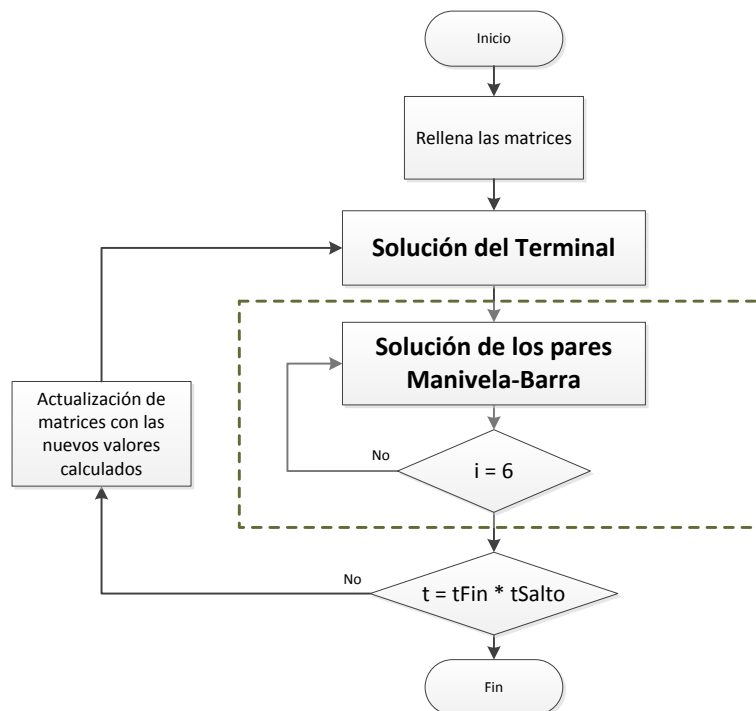 Inicio
Rellena las matrices
Solución del Terminal
Solución de los pares
Manivela-Barra
Actualización de
matrices con las
nuevos valores
calculados
No
i = 6
No
t = tFin * tSalto
Fin